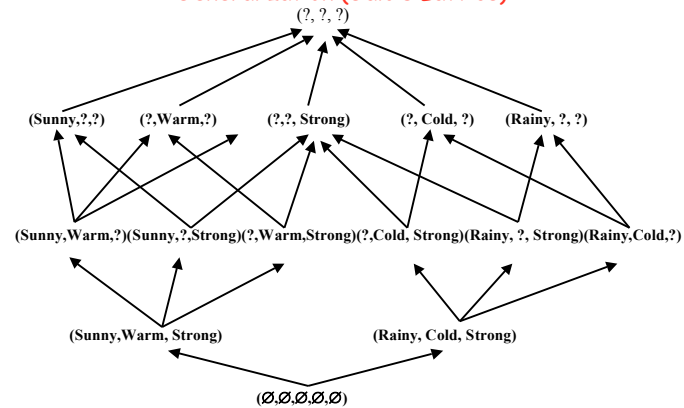 (?, ?, ?)
(Sunny,?,?) (?,Warm,?) (?,?, Strong) (?, Cold, ?) (Rainy, ?, ?)
(Sunny,Warm,?)(Sunny,?,Strong)(?,Warm,Strong)(?,Cold, Strong)(Rainy, ?, Strong)(Rainy,Cold,?)
(Sunny,Warm, Strong) (Rainy, Cold, Strong)
(Ø,Ø,Ø,Ø,Ø)